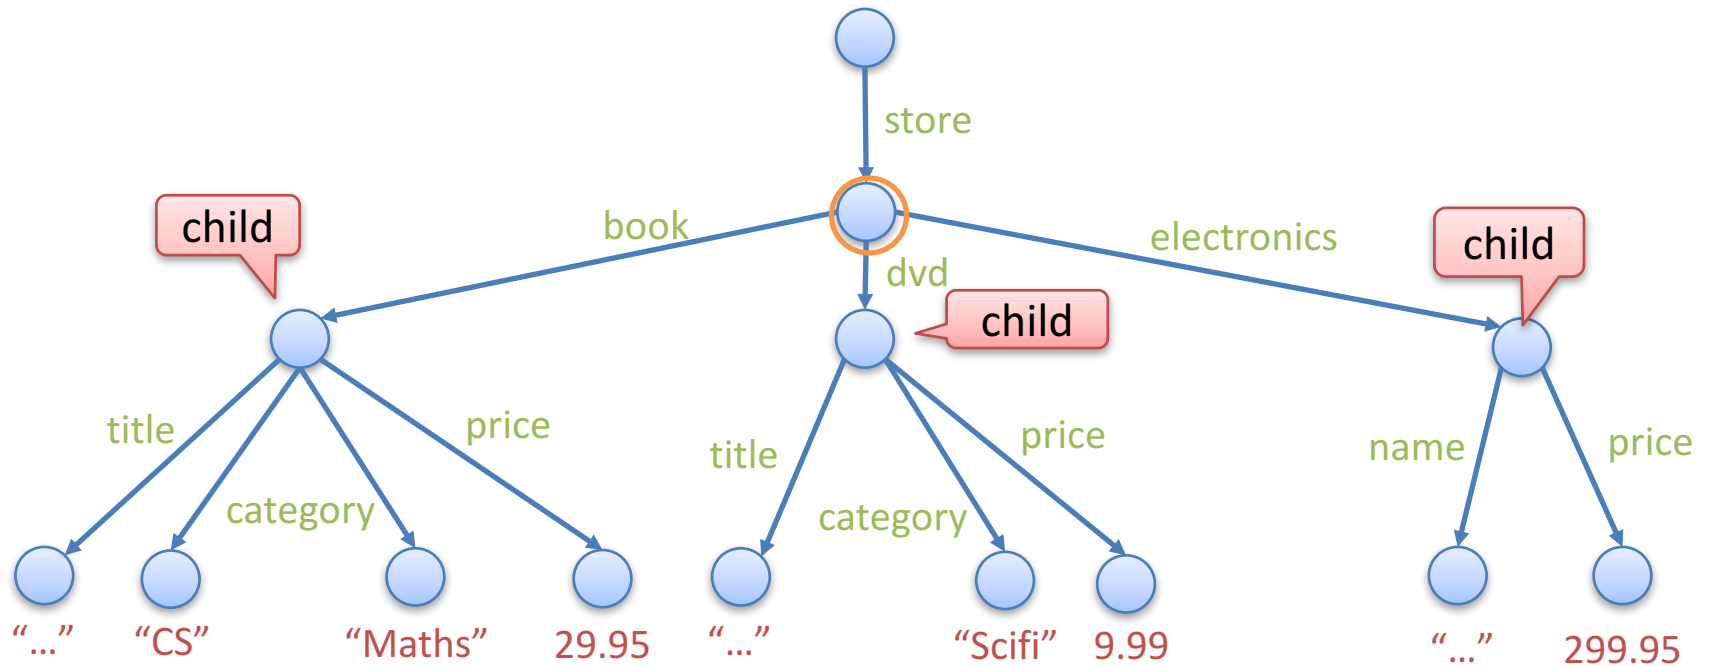 store
child
book
electronics
child
dvd
child
title
price
title
price
name
price
category
category
“…”
“CS”
“Maths”
29.95
“…”
“Scifi”
9.99
“…”
299.95